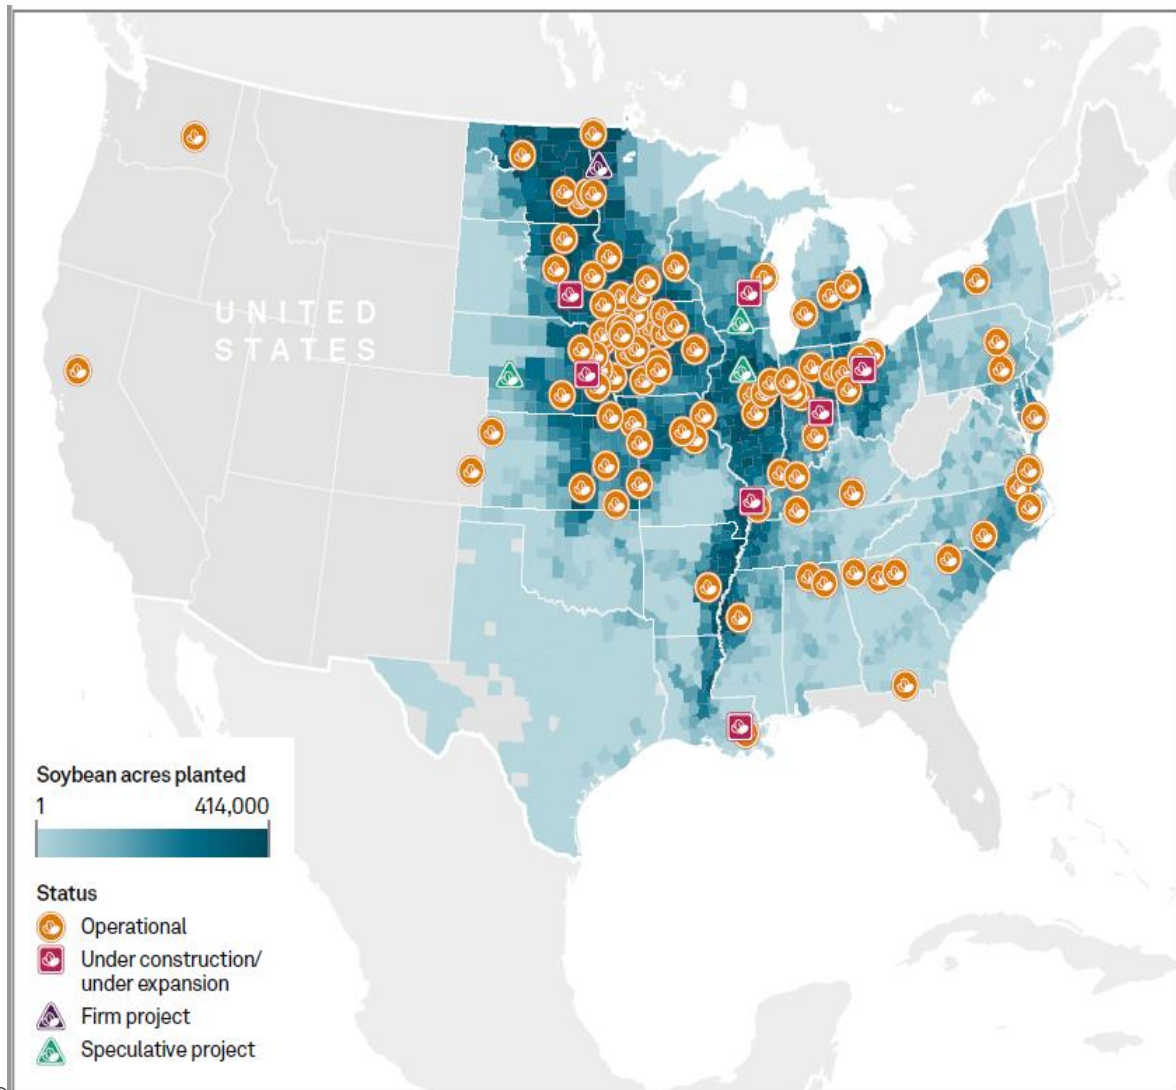 UNITED
STATES
Soybean acres planted
1 414,000
Status
Operational
Under construction/
under expansion
Firm project
Speculative project